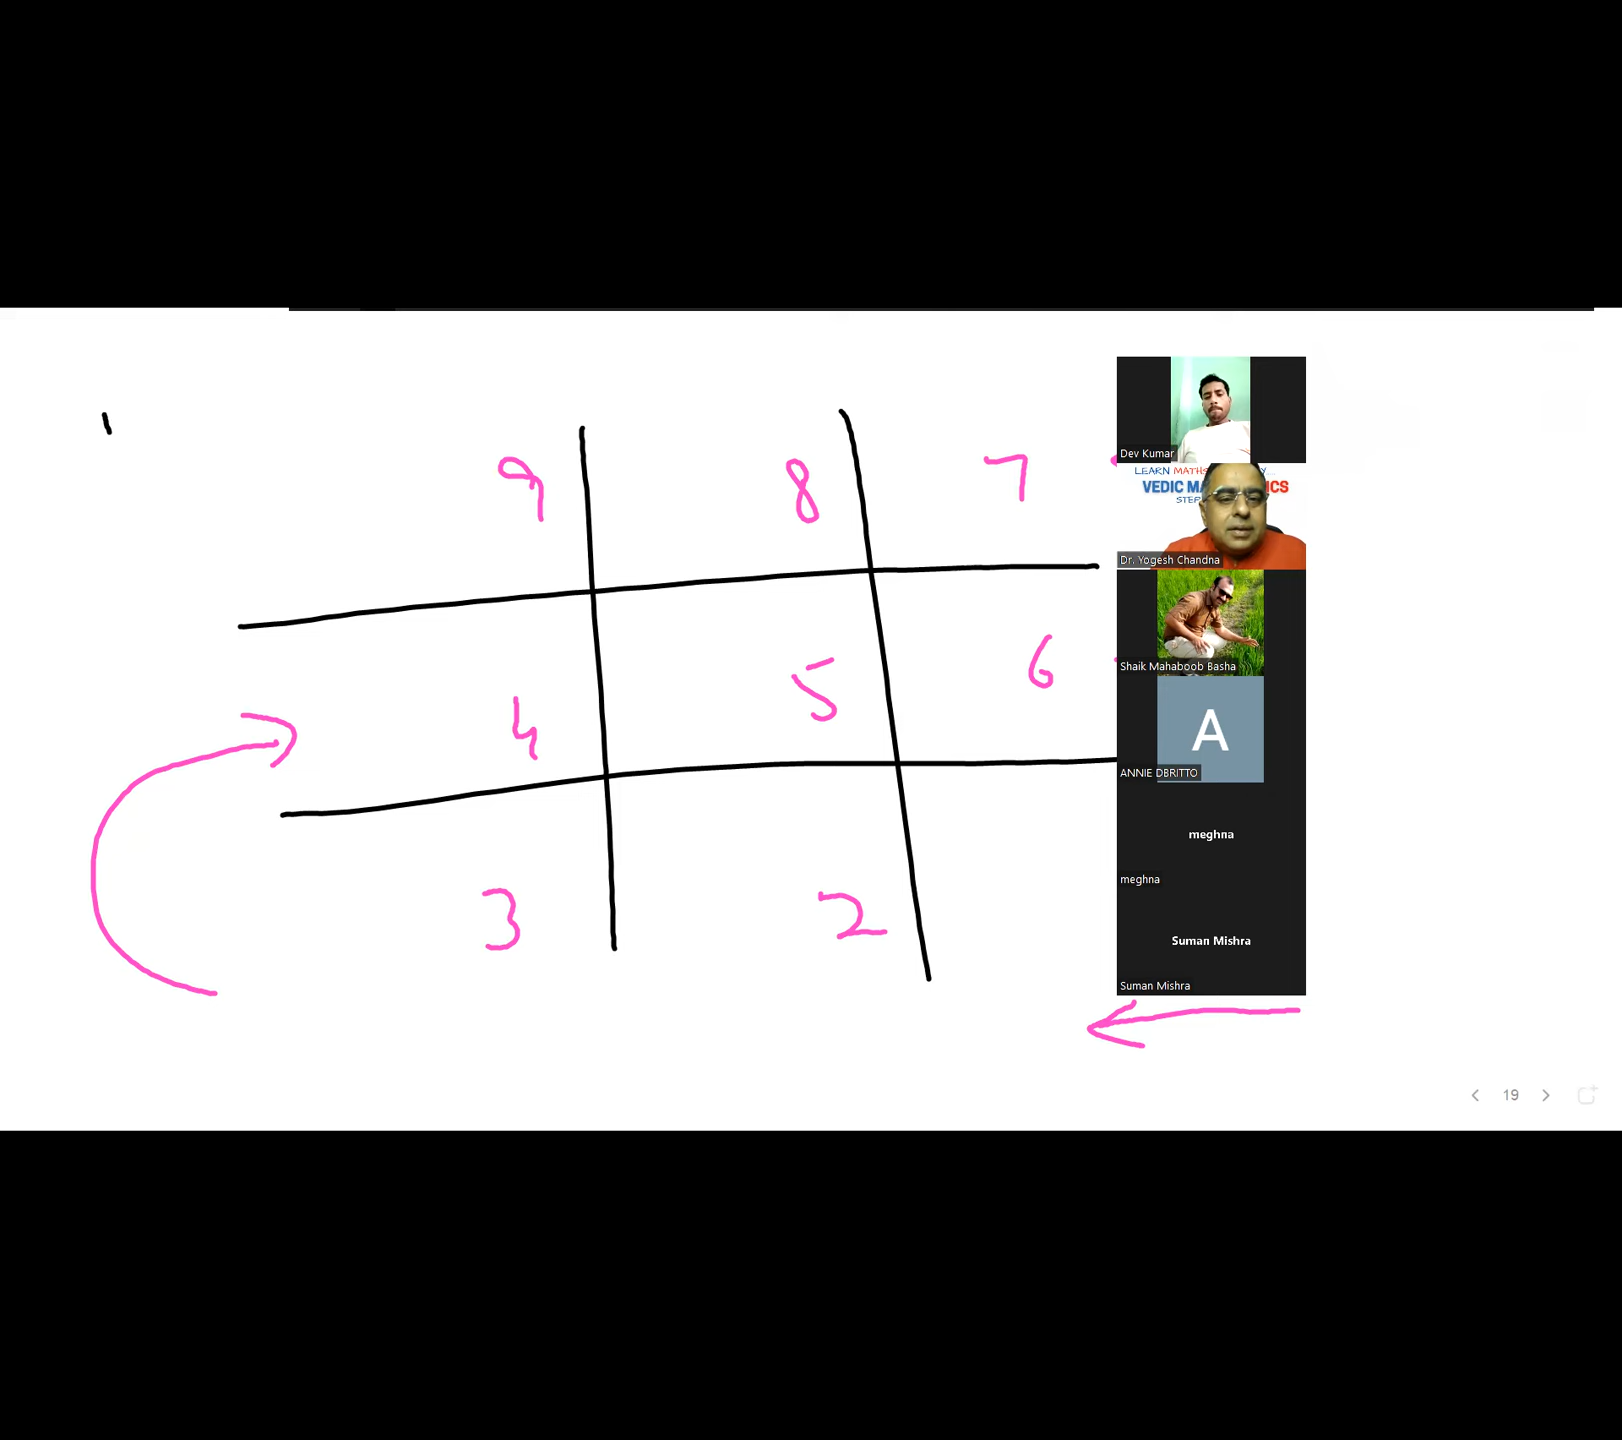 9 8 7
Dev Kumar
LEARN MATHS
VEDIC MA ICS
STEP
Dr. Yogesh Chandna
4 5 6
Shaik Mahaboob Basha
A
ANNIE DBRITTO
meghna
meghna
3 2
Suman Mishra
Suman Mishra
19